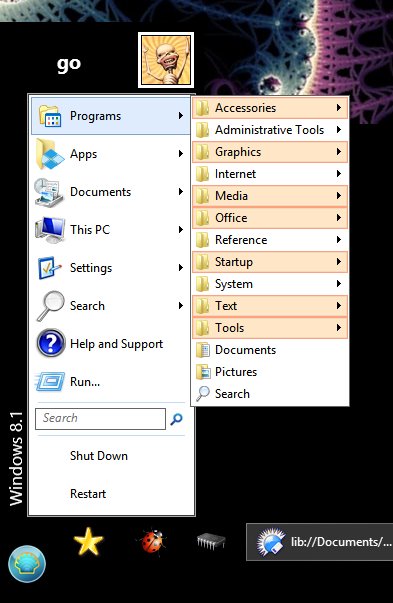 go
Programs
Apps
Documents
This PC
Settings
Search
Help and Support
Run...
Search
Shut Down
Restart
Windows 8.1
Accessories
Administrative Tools
Graphics
Internet
Media
Office
Reference
Startup
System
Text
Tools
Documents
Pictures
Search
lib://Documents/...